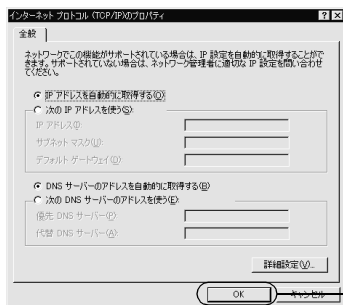 インターネット プロトコル (TCP/IP)のプロパティ
全般
ネットワークでこの機能がサポートされている場合は、IP 設定を自動的に取得することがで
きます。サポートされていない場合は、ネットワーク管理者に適切な IP 設定を問い合わせ
てください。
IP アドレスを自動的に取得する(O)
次の IP アドレスを使う(S):
IP アドレス(I):
サブネット マスク(U):
デフォルト ゲートウェイ(D):
DNS サーバーのアドレスを自動的に取得する(B)
次の DNS サーバーのアドレスを使う(E):
優先 DNS サーバー(P):
代替 DNS サーバー(A):
詳細設定(V)...
OK
キャンセル